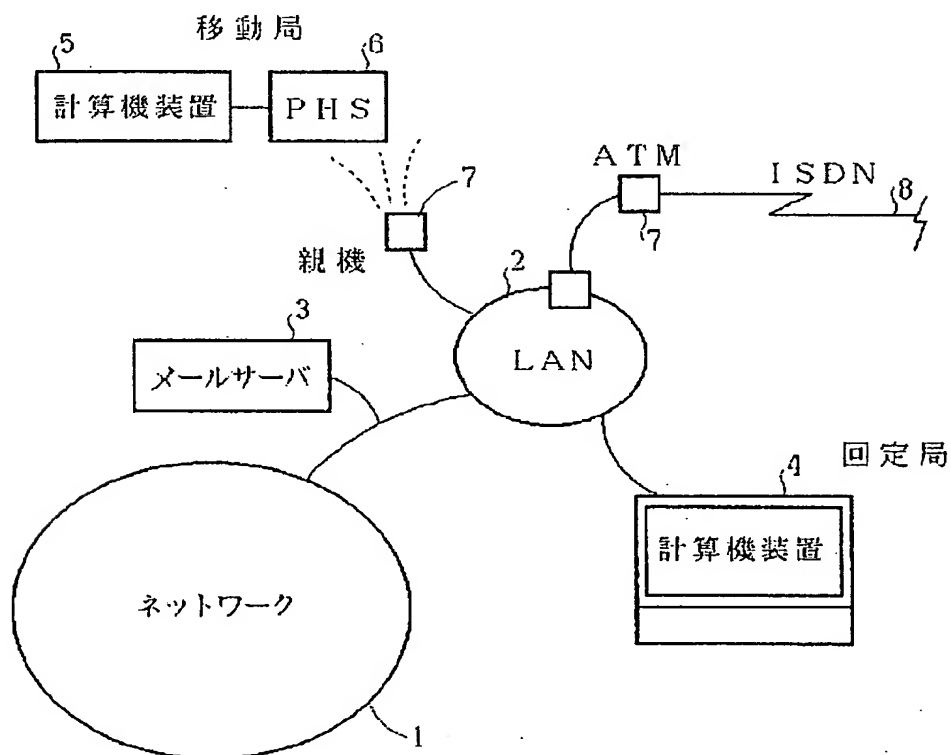 移動局
5
6
計算機装置
PHS
ATM
ISDN
7
7
8
親機
2
3
LAN
メールサーバ
回定局
4
計算機装置
ネットワーク
1